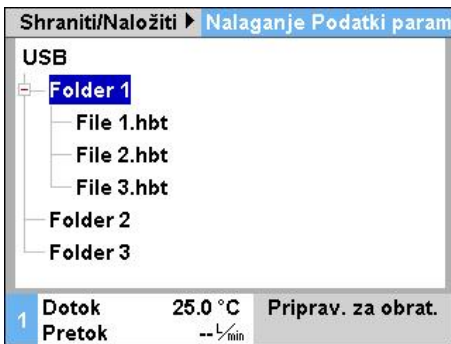 Shraniti/Naložiti ▶ Nalaganje Podatki param
USB
Folder 1
File 1.hbt
File 2.hbt
File 3.hbt
Folder 2
Folder 3
1 Dotok 25.0 °C Priprav. za obrat.
Pretok -- L/min